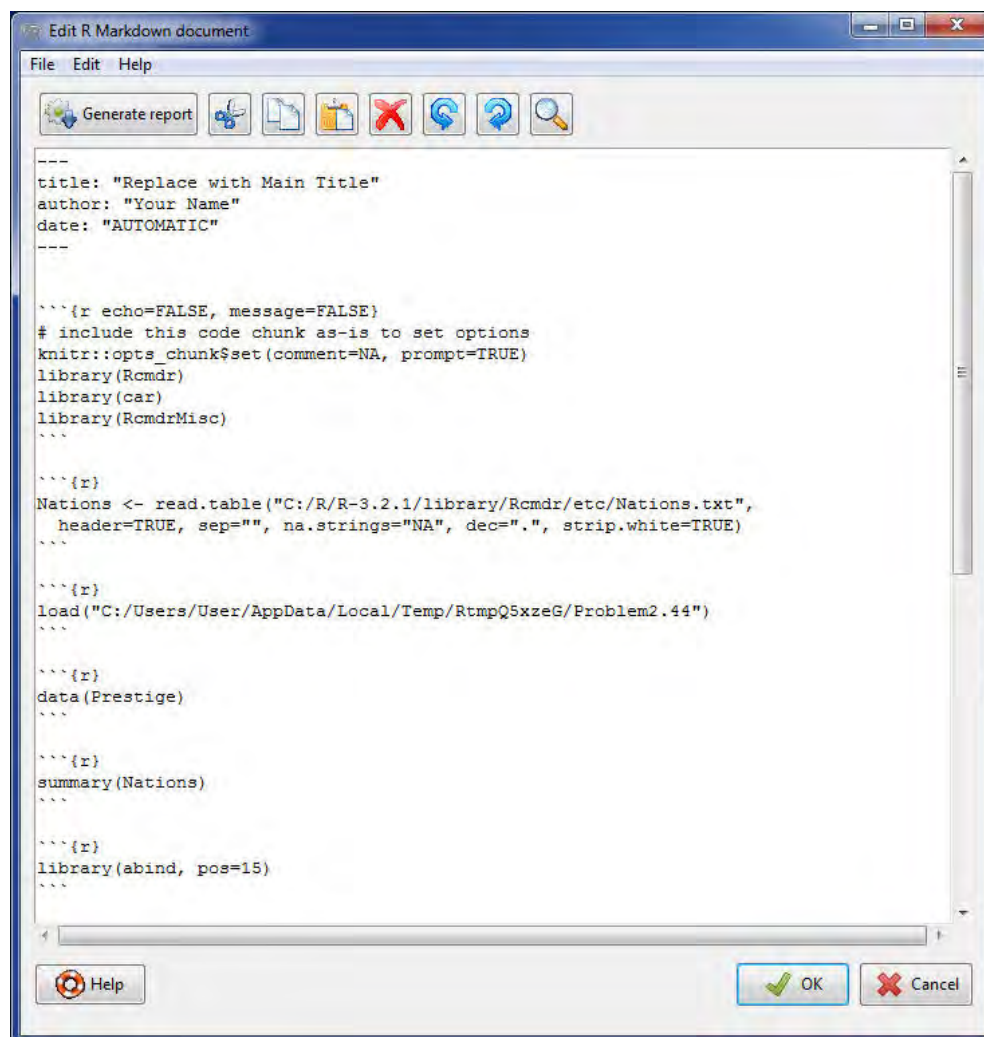 Edit R Markdown document
File Edit Help
Generate report
---
title: "Replace with Main Title"
author: "Your Name"
date: "AUTOMATIC"
---
```{r echo=FALSE, message=FALSE}
# include this code chunk as-is to set options
knitr::opts_chunk$set(comment=NA, prompt=TRUE)
library(Rcmdr)
library(car)
library(RcmdrMisc)
```
```{r}
Nations <- read.table("C:/R/R-3.2.1/library/Rcmdr/etc/Nations.txt",
  header=TRUE, sep="", na.strings="NA", dec=".", strip.white=TRUE)
```
```{r}
load("C:/Users/User/AppData/Local/Temp/RtmpQ5xzeG/Problem2.44")
```
```{r}
data(Prestige)
```
```{r}
summary(Nations)
```
```{r}
library(abind, pos=15)
```
Help OK Cancel